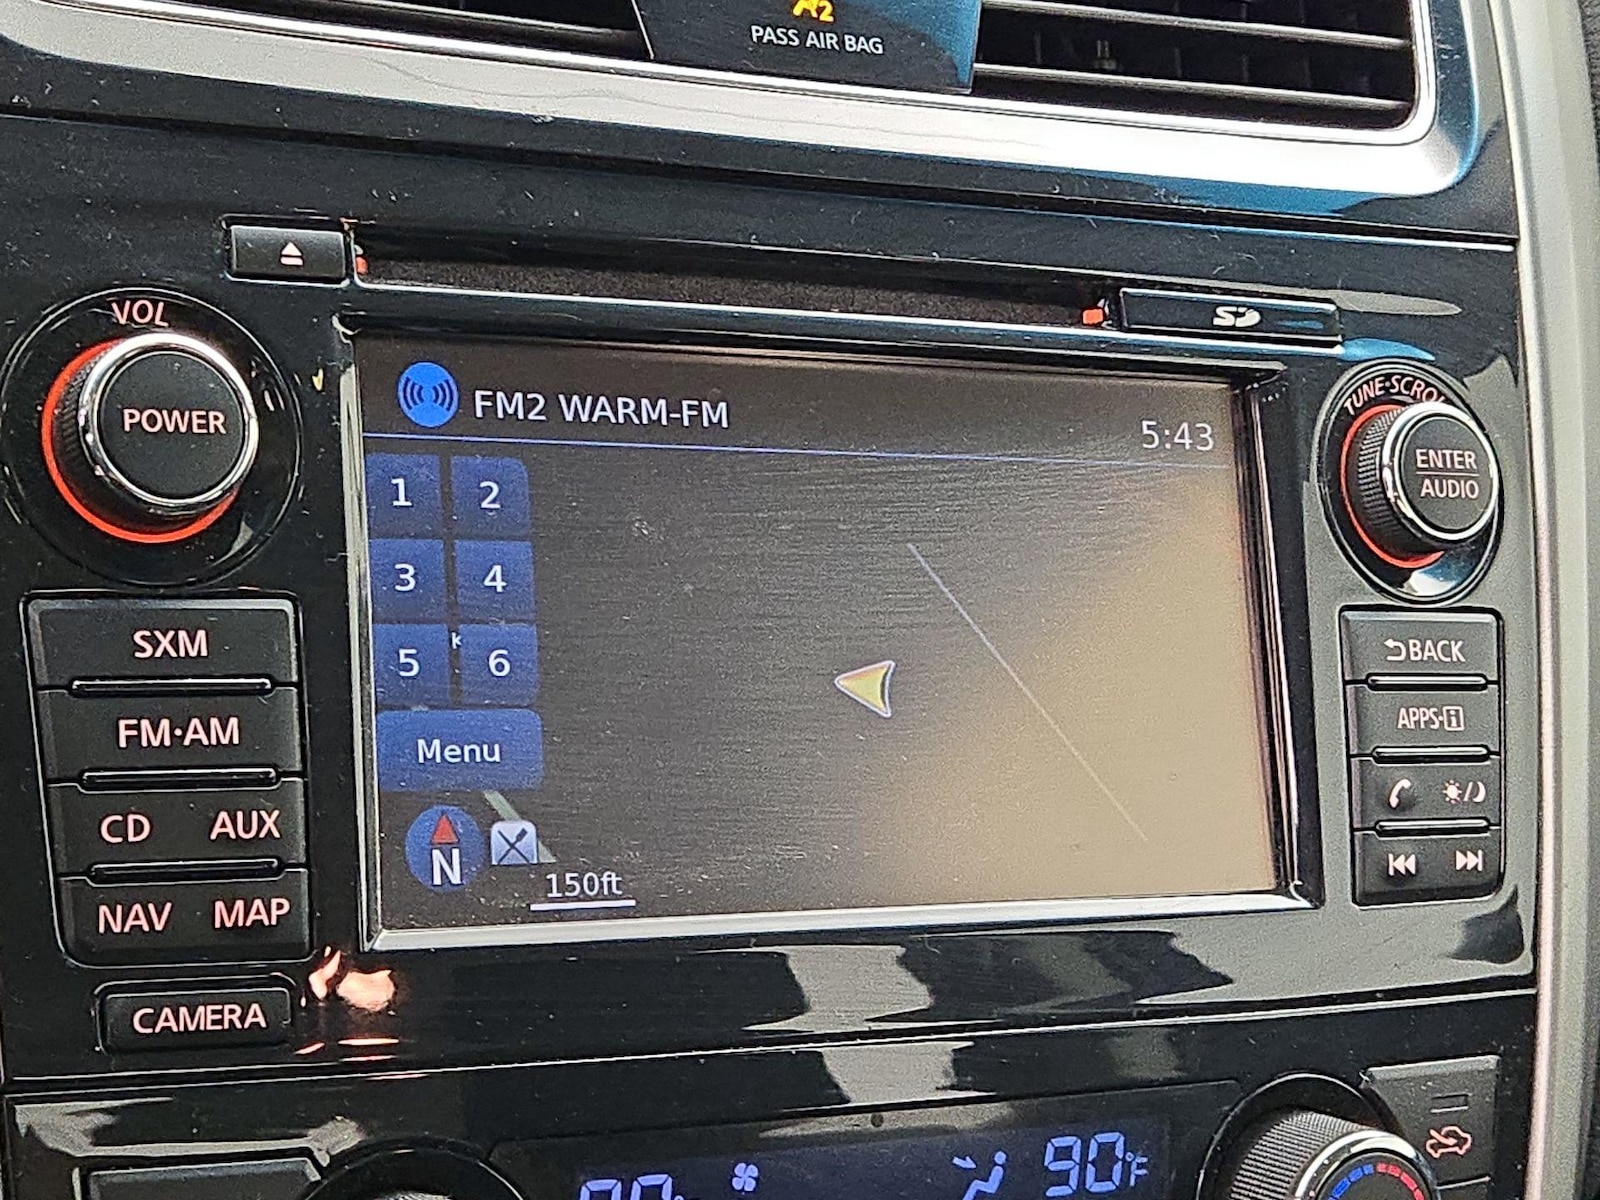 PASS AIR BAG
SD
VOL
POWER
TUNE·SCROLL
ENTER
AUDIO
FM2 WARM-FM
5:43
1 2
3 4
5 6
Menu
N
150ft
SXM
FM·AM
CD AUX
NAV MAP
CAMERA
BACK
APPS·i
90°F